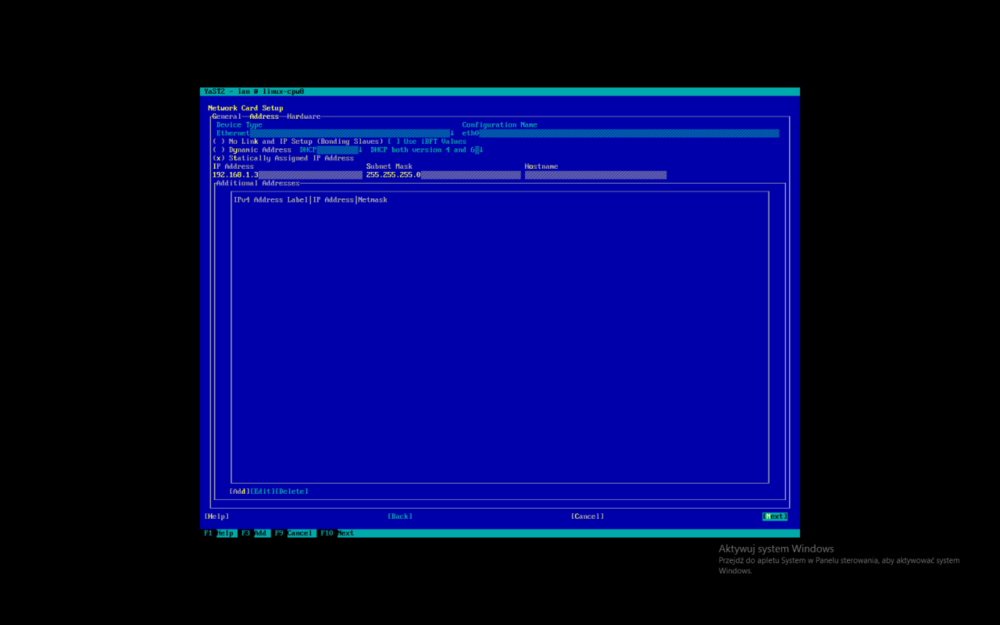 YaST2 - lan @ linux-cpw8
Network Card Setup
General Address Hardware
Device Type Configuration Name
Ethernet ↓ eth0
( ) No Link and IP Setup (Bonding Slaves) [ ] Use iBFT Values
( ) Dynamic Address DHCP ↓ DHCP both version 4 and 6 ↓
(x) Statically Assigned IP Address
IP Address Subnet Mask Hostname
192.168.1.3 255.255.255.0
Additional Addresses
IPv4 Address Label|IP Address|Netmask
[Add][Edit][Delete]
[Help] [Back] [Cancel] [Next]
F1 Help F3 Add F9 Cancel F10 Next
Aktywuj system Windows
Przejdź do apletu System w Panelu sterowania, aby aktywować system
Windows.